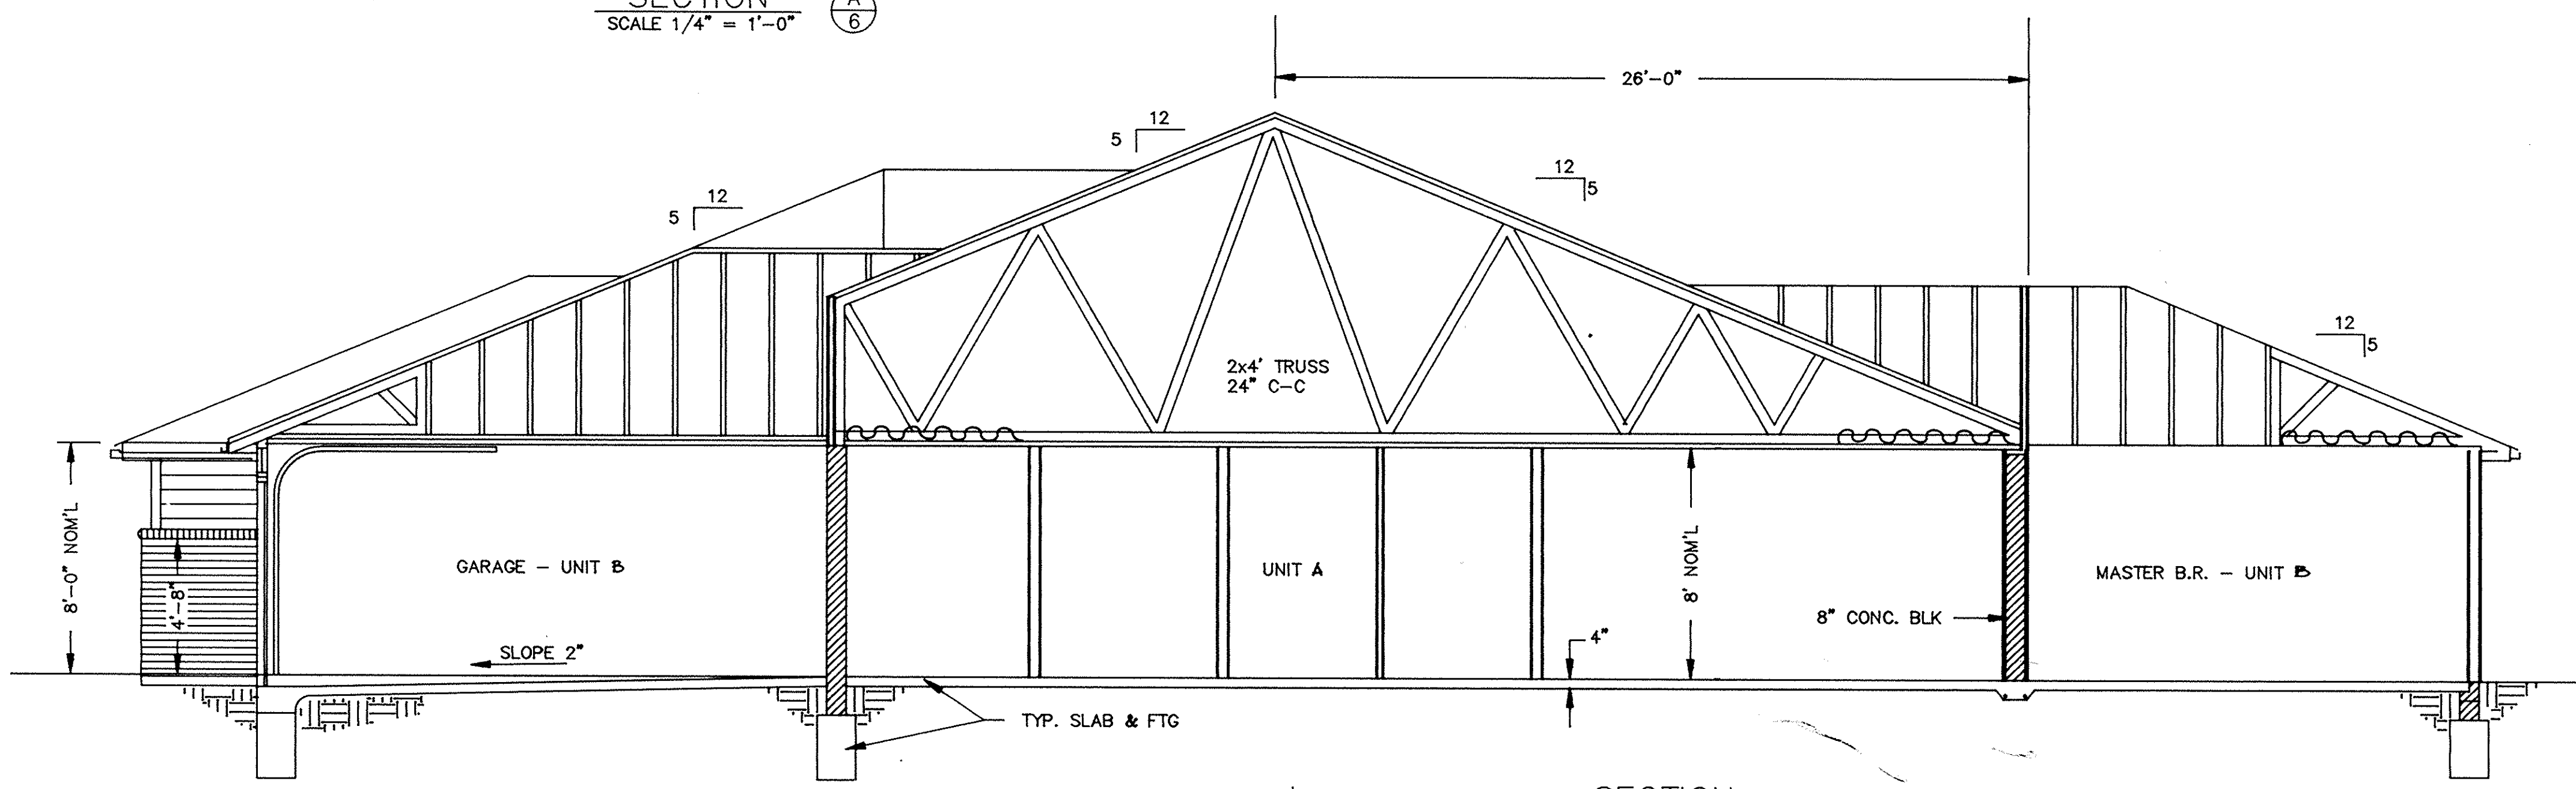 SECTION
SCALE 1/4" = 1'-0"
A
6
26'-0"
12
5
12
5
12
5
12
5
2x4' TRUSS
24" C-C
8'-0" NOM'L
4'-8"
GARAGE - UNIT B
UNIT A
8' NOM'L
MASTER B.R. - UNIT B
8" CONC. BLK
4"
SLOPE 2"
TYP. SLAB & FTG
SECTION